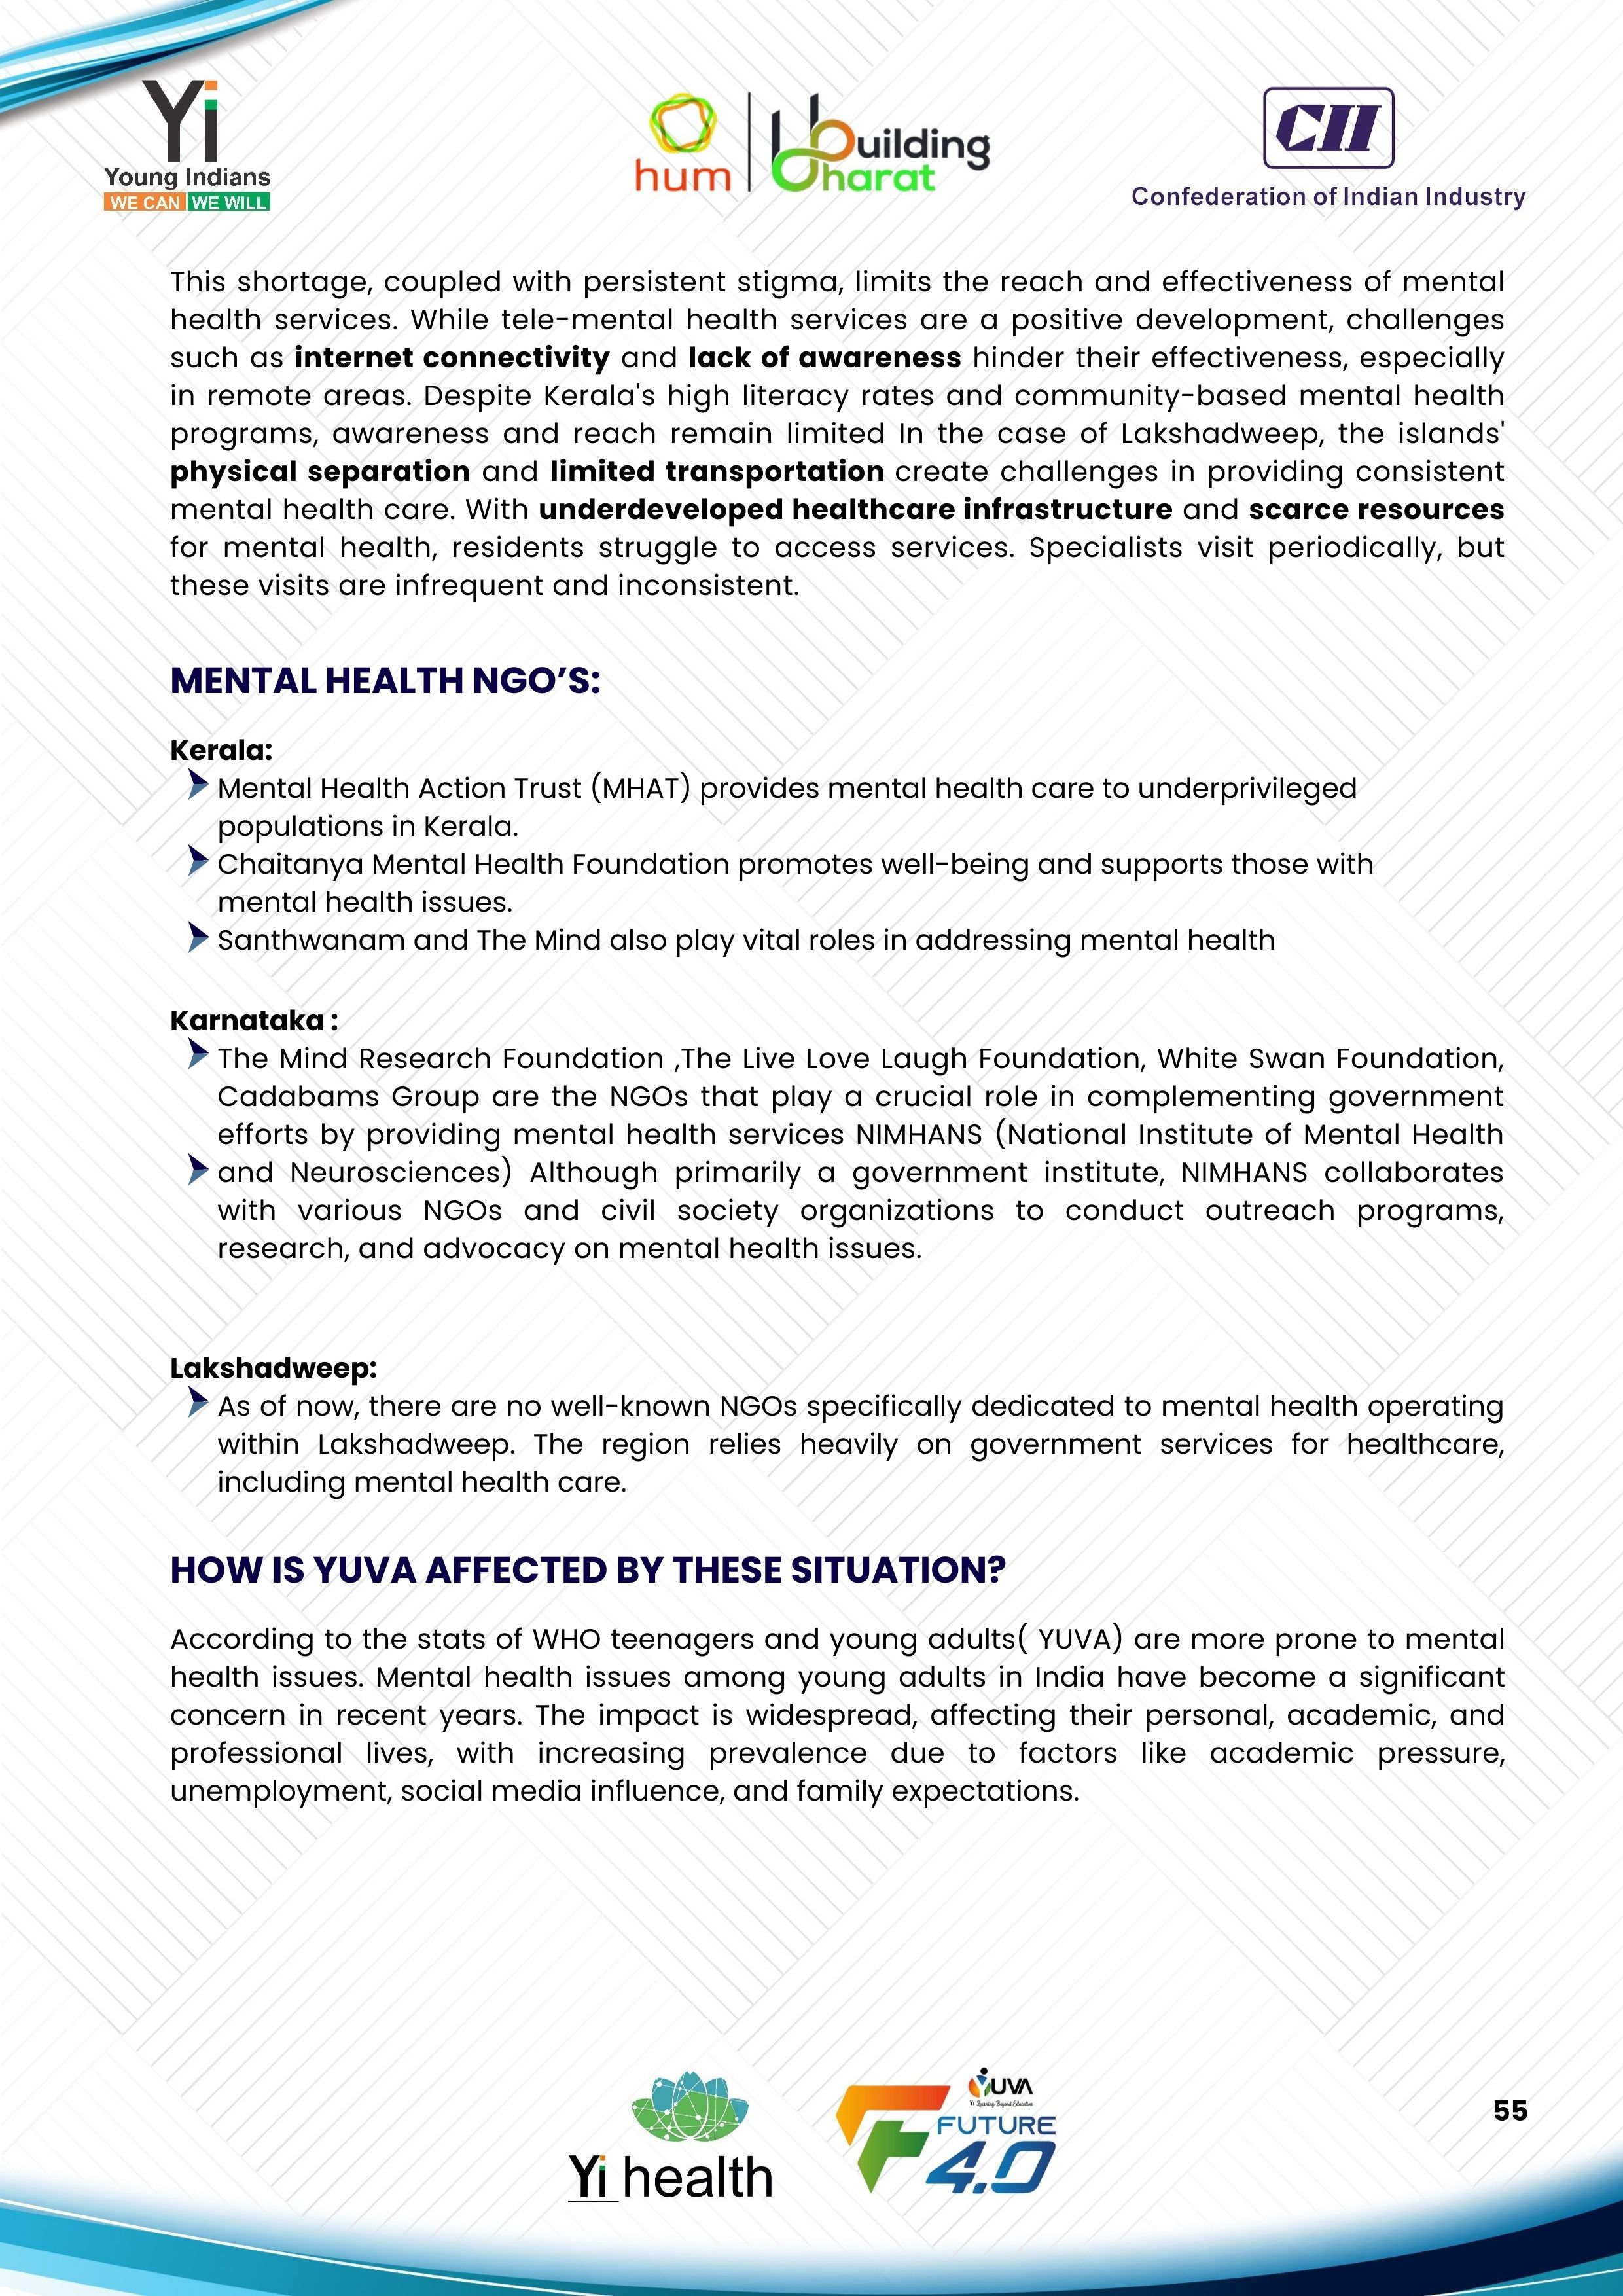 Yi
Young Indians
WE CAN WE WILL
hum
Building
Bharat
CII
Confederation of Indian Industry
This shortage, coupled with persistent stigma, limits the reach and effectiveness of mental
health services. While tele-mental health services are a positive development, challenges
such as internet connectivity and lack of awareness hinder their effectiveness, especially
in remote areas. Despite Kerala's high literacy rates and community-based mental health
programs, awareness and reach remain limited In the case of Lakshadweep, the islands'
physical separation and limited transportation create challenges in providing consistent
mental health care. With underdeveloped healthcare infrastructure and scarce resources
for mental health, residents struggle to access services. Specialists visit periodically, but
these visits are infrequent and inconsistent.
MENTAL HEALTH NGO’S:
Kerala:
Mental Health Action Trust (MHAT) provides mental health care to underprivileged
populations in Kerala.
Chaitanya Mental Health Foundation promotes well-being and supports those with
mental health issues.
Santhwanam and The Mind also play vital roles in addressing mental health
Karnataka :
The Mind Research Foundation ,The Live Love Laugh Foundation, White Swan Foundation,
Cadabams Group are the NGOs that play a crucial role in complementing government
efforts by providing mental health services NIMHANS (National Institute of Mental Health
and Neurosciences) Although primarily a government institute, NIMHANS collaborates
with various NGOs and civil society organizations to conduct outreach programs,
research, and advocacy on mental health issues.
Lakshadweep:
As of now, there are no well-known NGOs specifically dedicated to mental health operating
within Lakshadweep. The region relies heavily on government services for healthcare,
including mental health care.
HOW IS YUVA AFFECTED BY THESE SITUATION?
According to the stats of WHO teenagers and young adults( YUVA) are more prone to mental
health issues. Mental health issues among young adults in India have become a significant
concern in recent years. The impact is widespread, affecting their personal, academic, and
professional lives, with increasing prevalence due to factors like academic pressure,
unemployment, social media influence, and family expectations.
Yi health
YUVA
Yi Learning Beyond Education
FUTURE
4.0
55